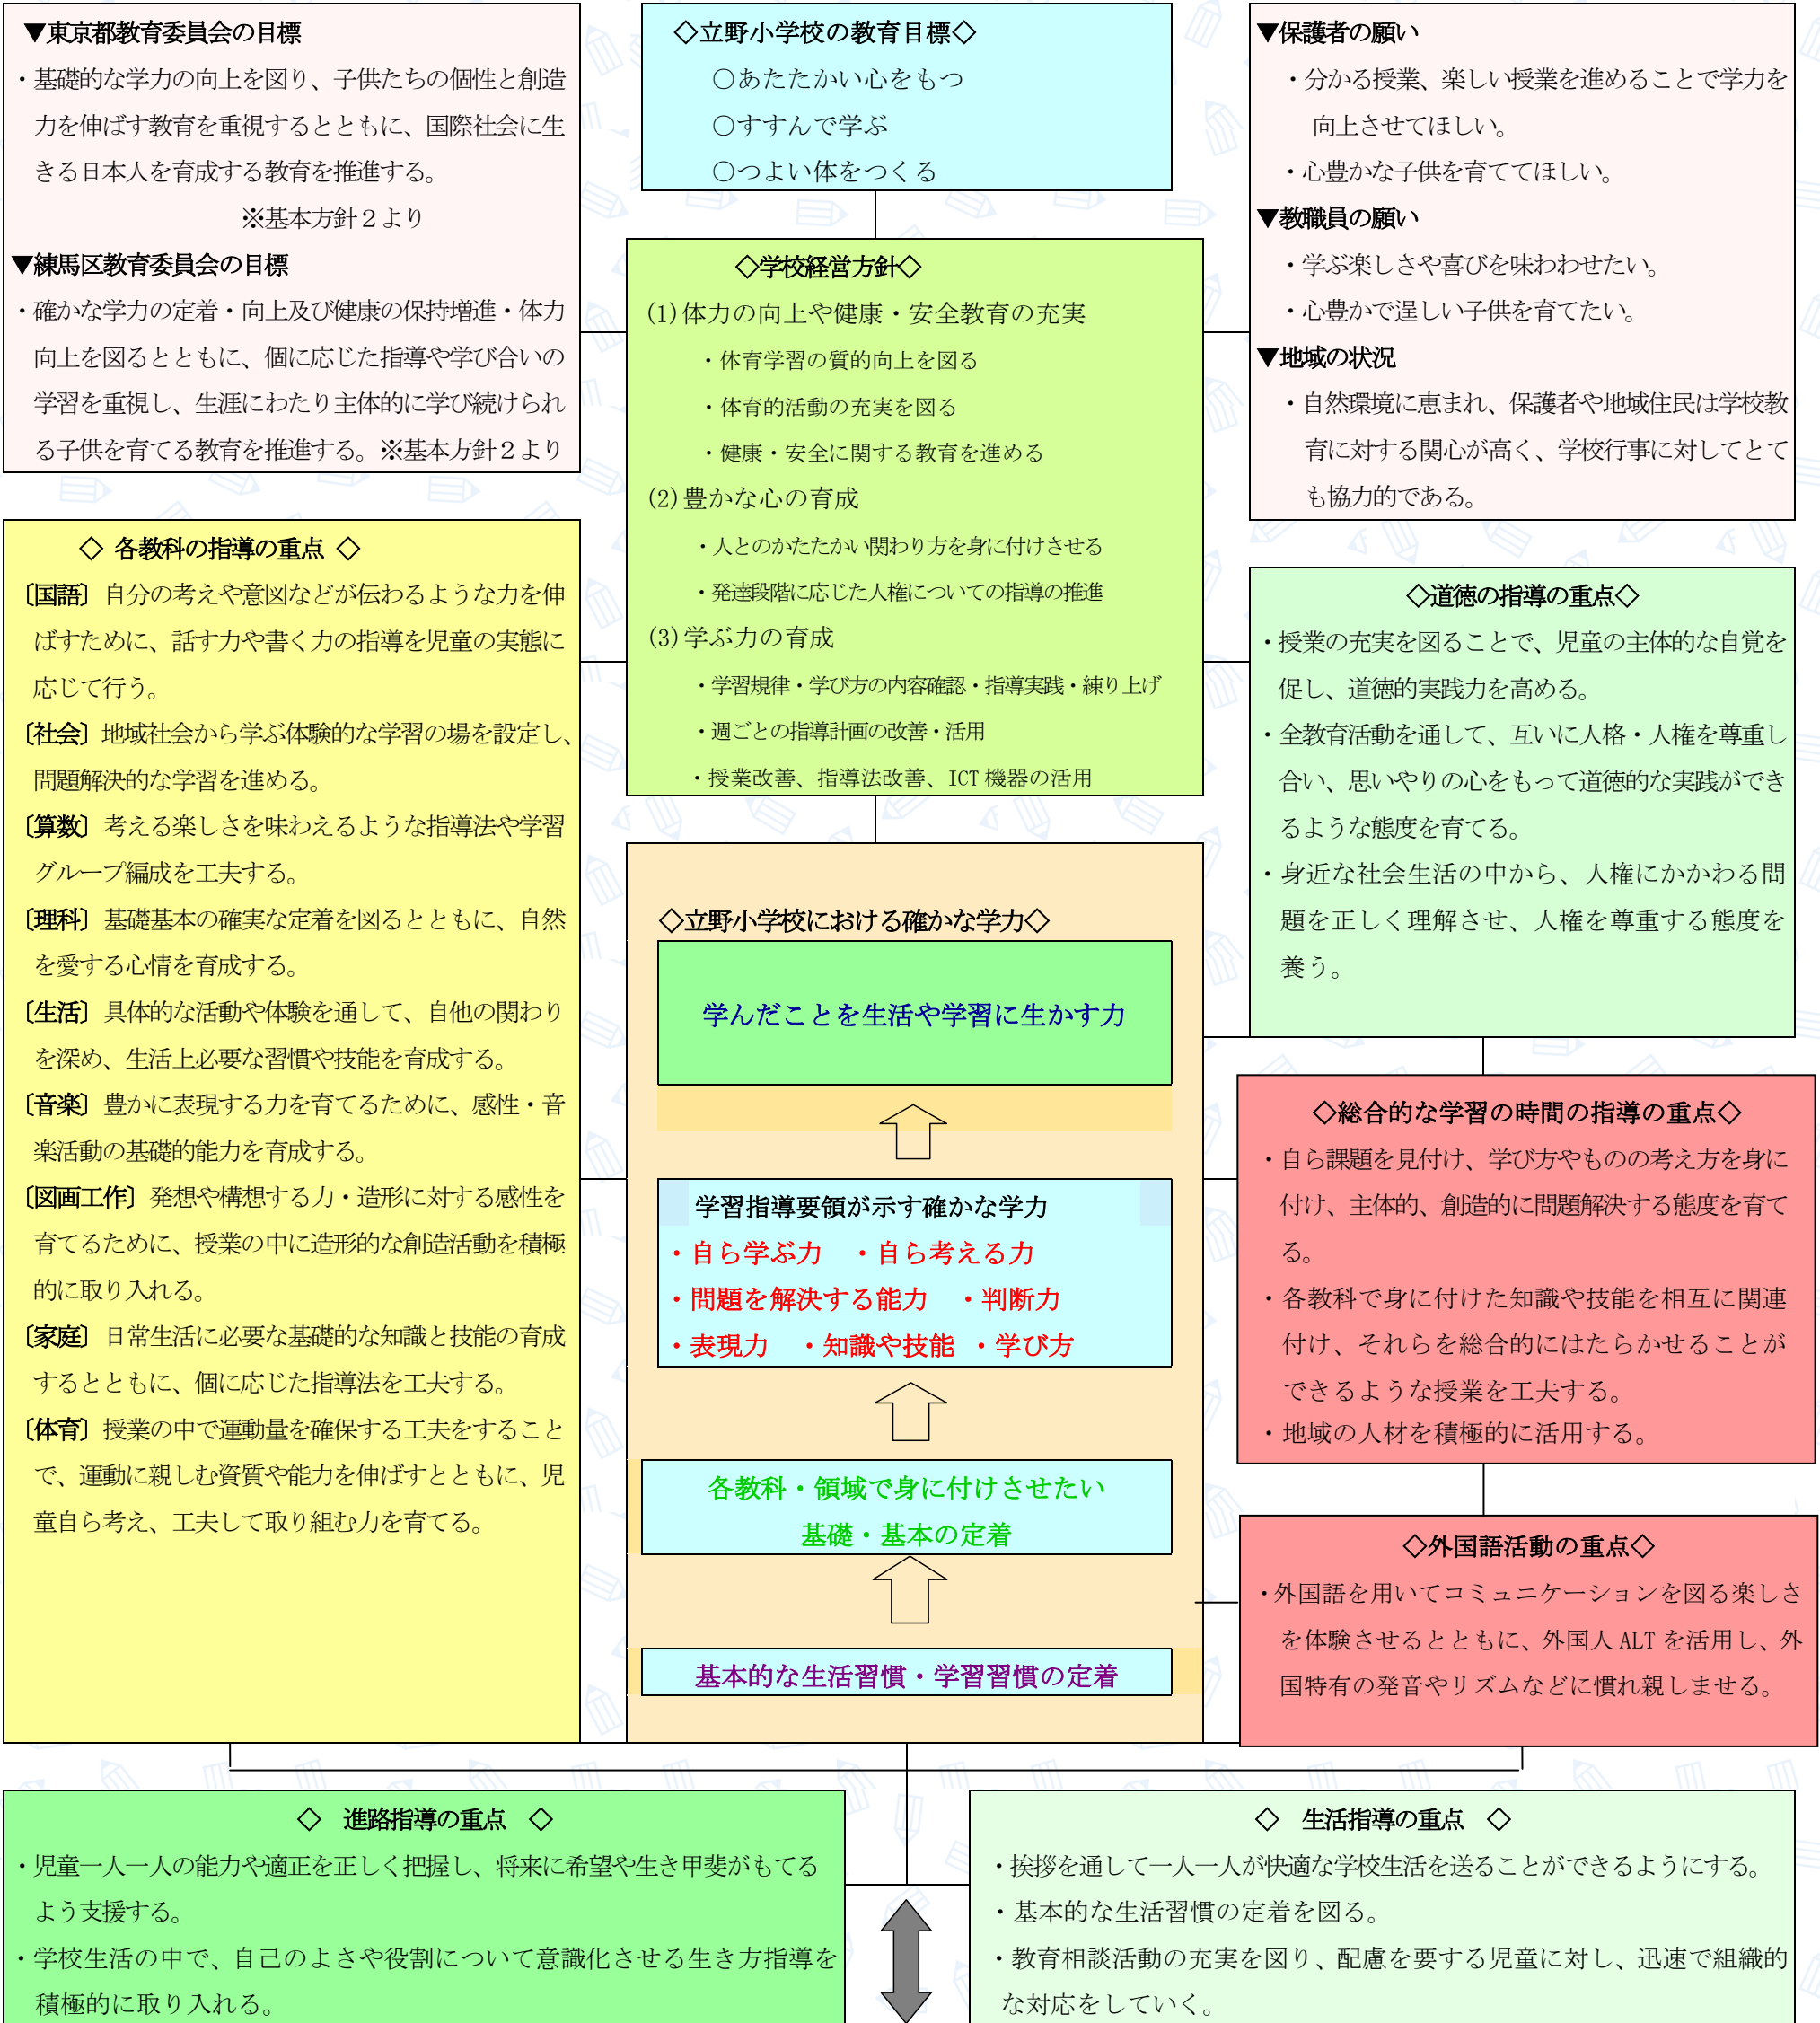 ▼東京都教育委員会の目標
・基礎的な学力の向上を図り、子供たちの個性と創造
力を伸ばす教育を重視するとともに、国際社会に生
きる日本人を育成する教育を推進する。
※基本方針２より
▼練馬区教育委員会の目標
・確かな学力の定着・向上及び健康の保持増進・体力
向上を図るとともに、個に応じた指導や学び合いの
学習を重視し、生涯にわたり主体的に学び続けられ
る子供を育てる教育を推進する。※基本方針２より
◇立野小学校の教育目標◇
○あたたかい心をもつ
○すすんで学ぶ
○つよい体をつくる
▼保護者の願い
・分かる授業、楽しい授業を進めることで学力を
向上させてほしい。
・心豊かな子供を育ててほしい。
▼教職員の願い
・学ぶ楽しさや喜びを味わわせたい。
・心豊かで逞しい子供を育てたい。
▼地域の状況
・自然環境に恵まれ、保護者や地域住民は学校教
育に対する関心が高く、学校行事に対してとて
も協力的である。
◇学校経営方針◇
(1)体力の向上や健康・安全教育の充実
・体育学習の質的向上を図る
・体育的活動の充実を図る
・健康・安全に関する教育を進める
(2)豊かな心の育成
・人とのかたたかい関わり方を身に付けさせる
・発達段階に応じた人権についての指導の推進
(3)学ぶ力の育成
・学習規律・学び方の内容確認・指導実践・練り上げ
・週ごとの指導計画の改善・活用
・授業改善、指導法改善、ICT 機器の活用
◇ 各教科の指導の重点 ◇
〔国語〕自分の考えや意図などが伝わるような力を伸
ばすために、話す力や書く力の指導を児童の実態に
応じて行う。
〔社会〕地域社会から学ぶ体験的な学習の場を設定し、
問題解決的な学習を進める。
〔算数〕考える楽しさを味わえるような指導法や学習
グループ編成を工夫する。
〔理科〕基礎基本の確実な定着を図るとともに、自然
を愛する心情を育成する。
〔生活〕具体的な活動や体験を通して、自他の関わり
を深め、生活上必要な習慣や技能を育成する。
〔音楽〕豊かに表現する力を育てるために、感性・音
楽活動の基礎的能力を育成する。
〔図画工作〕発想や構想する力・造形に対する感性を
育てるために、授業の中に造形的な創造活動を積極
的に取り入れる。
〔家庭〕日常生活に必要な基礎的な知識と技能の育成
するとともに、個に応じた指導法を工夫する。
〔体育〕授業の中で運動量を確保する工夫をすること
で、運動に親しむ資質や能力を伸ばすとともに、児
童自ら考え、工夫して取り組む力を育てる。
◇立野小学校における確かな学力◇
学んだことを生活や学習に生かす力
学習指導要領が示す確かな学力
・自ら学ぶ力　・自ら考える力
・問題を解決する能力　・判断力
・表現力　・知識や技能　・学び方
各教科・領域で身に付けさせたい
基礎・基本の定着
基本的な生活習慣・学習習慣の定着
◇道徳の指導の重点◇
・授業の充実を図ることで、児童の主体的な自覚を
促し、道徳的実践力を高める。
・全教育活動を通して、互いに人格・人権を尊重し
合い、思いやりの心をもって道徳的な実践ができ
るような態度を育てる。
・身近な社会生活の中から、人権にかかわる問
題を正しく理解させ、人権を尊重する態度を
養う。
◇総合的な学習の時間の指導の重点◇
・自ら課題を見付け、学び方やものの考え方を身に
付け、主体的、創造的に問題解決する態度を育て
る。
・各教科で身に付けた知識や技能を相互に関連
付け、それらを総合的にはたらかせることが
できるような授業を工夫する。
・地域の人材を積極的に活用する。
◇外国語活動の重点◇
・外国語を用いてコミュニケーションを図る楽しさ
を体験させるとともに、外国人 ALT を活用し、外
国特有の発音やリズムなどに慣れ親しませる。
◇　進路指導の重点　◇
・児童一人一人の能力や適正を正しく把握し、将来に希望や生き甲斐がもてる
よう支援する。
・学校生活の中で、自己のよさや役割について意識化させる生き方指導を
積極的に取り入れる。
◇　生活指導の重点　◇
・挨拶を通して一人一人が快適な学校生活を送ることができるようにする。
・基本的な生活習慣の定着を図る。
・教育相談活動の充実を図り、配慮を要する児童に対し、迅速で組織的
な対応をしていく。